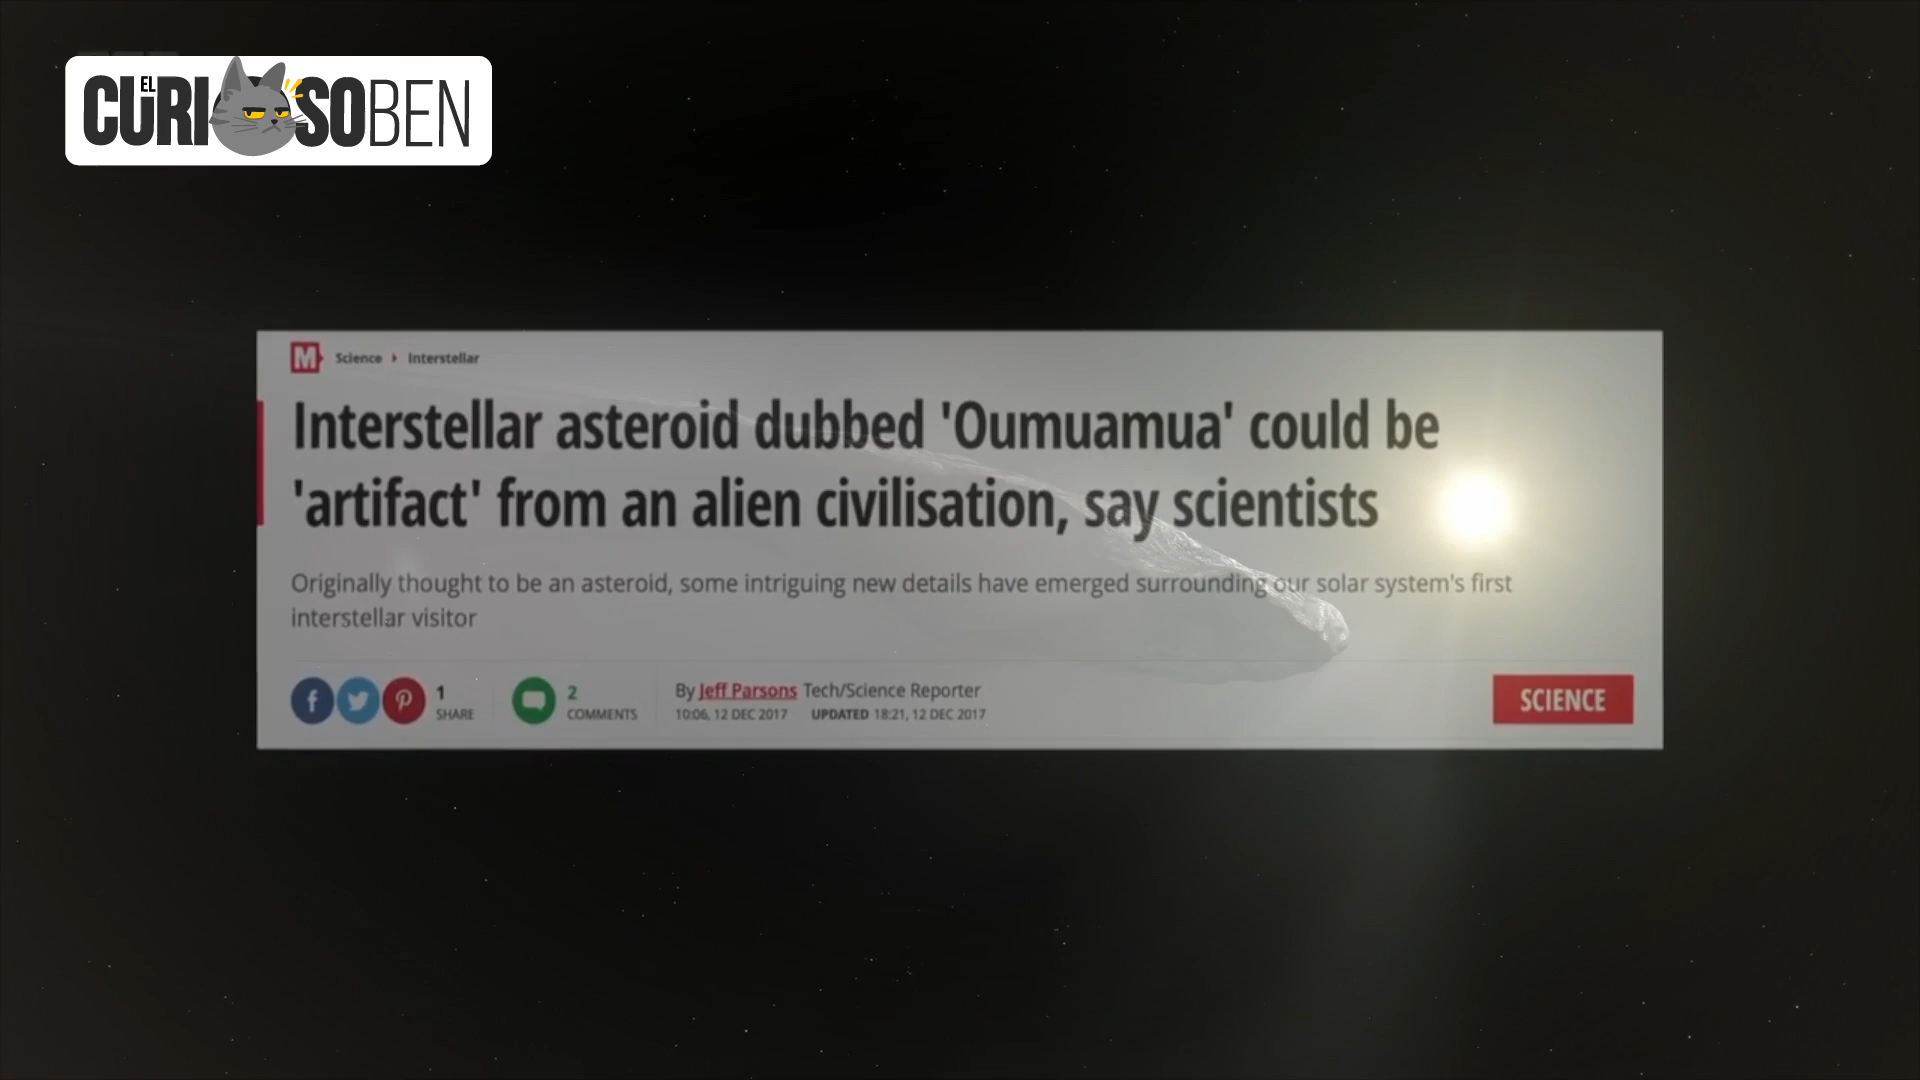 EL CURIOSO BEN
M Science Interstellar
Interstellar asteroid dubbed 'Oumuamua' could be
'artifact' from an alien civilisation, say scientists
Originally thought to be an asteroid, some intriguing new details have emerged surrounding our solar system's first
interstellar visitor
1
SHARE
2
COMMENTS
By Jeff Parsons Tech/Science Reporter
10:06, 12 DEC 2017 UPDATED 18:21, 12 DEC 2017
SCIENCE